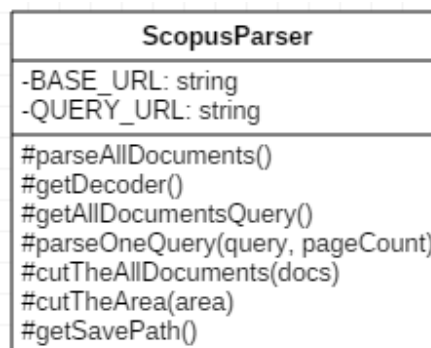 ScopusParser
-BASE_URL: string
-QUERY_URL: string
#parseAllDocuments()
#getDecoder()
#getAllDocumentsQuery()
#parseOneQuery(query, pageCount)
#cutTheAllDocuments(docs)
#cutTheArea(area)
#getSavePath()